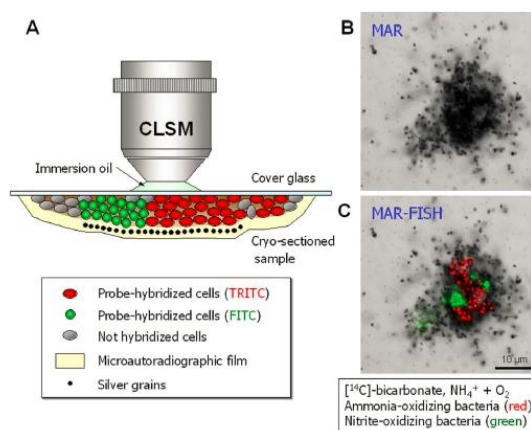 A
CLSM
Immersion oil
Cover glass
Cryo-sectioned
sample
Probe-hybridized cells (TRITC)
Probe-hybridized cells (FITC)
Not hybridized cells
Microautoradiographic film
Silver grains
B
MAR
C
MAR-FISH
10 µm
[¹⁴C]-bicarbonate, NH₄⁺ + O₂
Ammonia-oxidizing bacteria (red)
Nitrite-oxidizing bacteria (green)